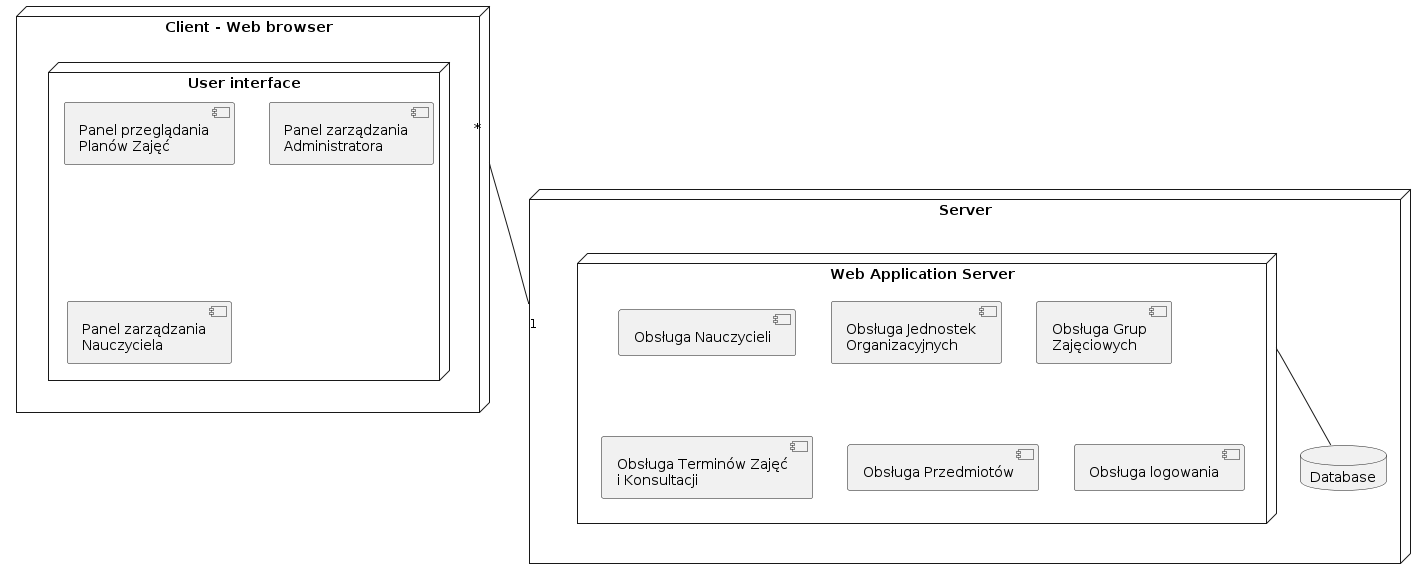 Client - Web browser
User interface
Panel przeglądania
Planów Zajęć
Panel zarządzania
Administratora
Panel zarządzania
Nauczyciela
*
1
Server
Web Application Server
Obsługa Nauczycieli
Obsługa Jednostek
Organizacyjnych
Obsługa Grup
Zajęciowych
Obsługa Terminów Zajęć
i Konsultacji
Obsługa Przedmiotów
Obsługa logowania
Database